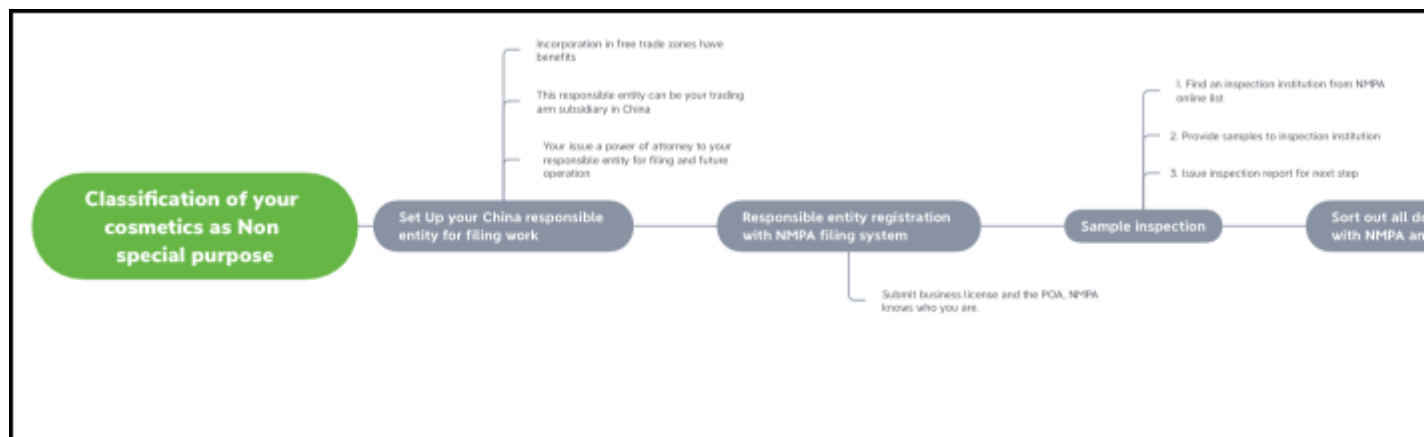 Incorporation in free trade zones have
benefits
This responsible entity can be your trading
arm subsidiary in China
Your issue a power of attorney to your
responsible entity for filing and future
operation
Classification of your
cosmetics as Non
special purpose
Set Up your China responsible
entity for filing work
Responsible entity registration
with NMPA filing system
Submit business license and the POA, NMPA
knows who you are.
1. Find an inspection institution from NMPA
online list
2. Provide samples to inspection institution
3. Issue inspection report for next step
Sample inspection
Sort out all
with NMPA